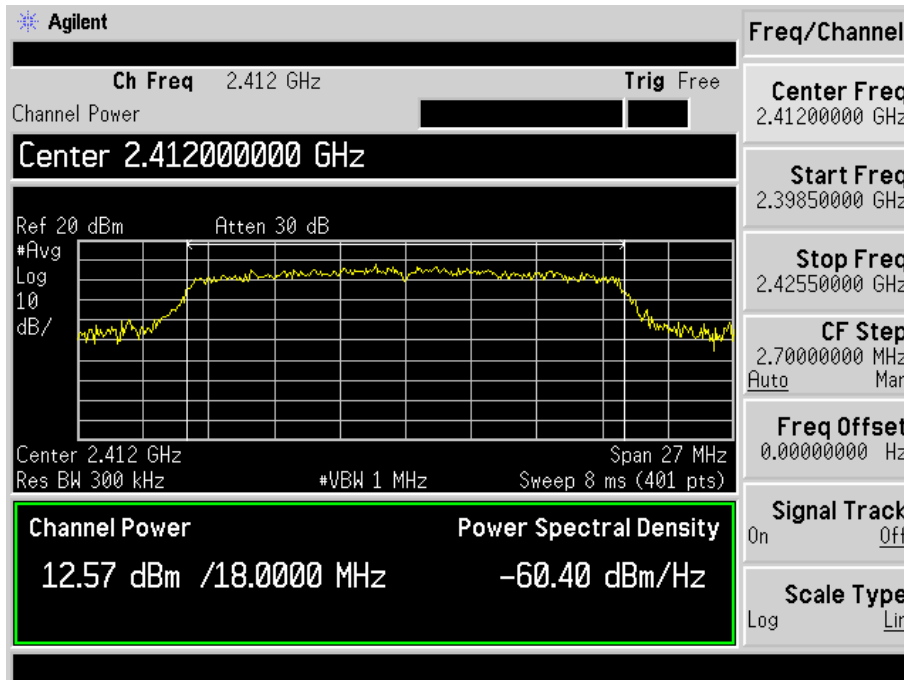 Agilent
Freq/Channel
Ch Freq 2.412 GHz Trig Free
Channel Power
Center 2.412000000 GHz
Ref 20 dBm Atten 30 dB
#Avg
Log
10
dB/
Center 2.412 GHz Span 27 MHz
Res BW 300 kHz #VBW 1 MHz Sweep 8 ms (401 pts)
Channel Power Power Spectral Density
12.57 dBm /18.0000 MHz -60.40 dBm/Hz
Center Freq
2.41200000 GHz
Start Freq
2.39850000 GHz
Stop Freq
2.42550000 GHz
CF Step
2.70000000 MHz
Auto Man
Freq Offset
0.00000000 Hz
Signal Track
On Off
Scale Type
Log Lin